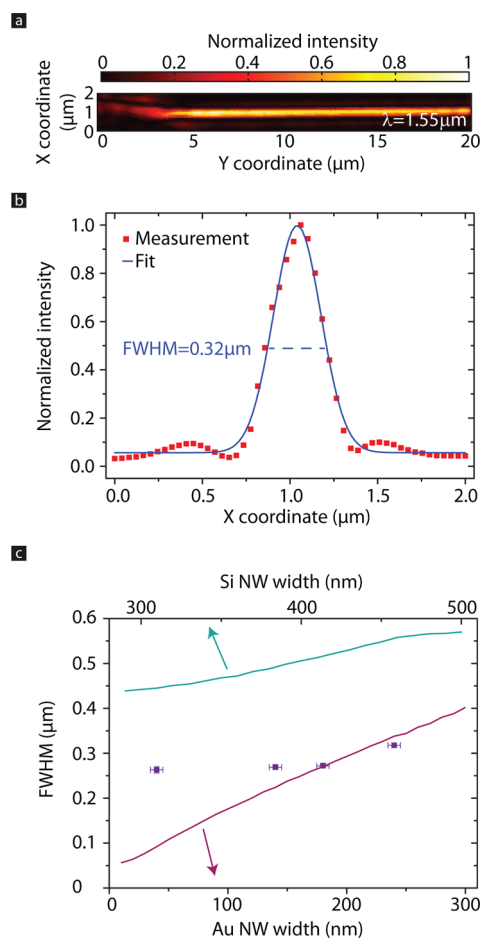 a
Normalized intensity
0 0.2 0.4 0.6 0.8 1
X coordinate
(μm)
2
1
0
λ=1.55μm
0 5 10 15 20
Y coordinate (μm)
b
Normalized intensity
1.0
0.8
0.6
0.4
0.2
0.0
Measurement
Fit
FWHM=0.32μm
0.0 0.5 1.0 1.5 2.0
X coordinate (μm)
c
Si NW width (nm)
300 400 500
FWHM (μm)
0.6
0.5
0.4
0.3
0.2
0.1
0
0 100 200 300
Au NW width (nm)